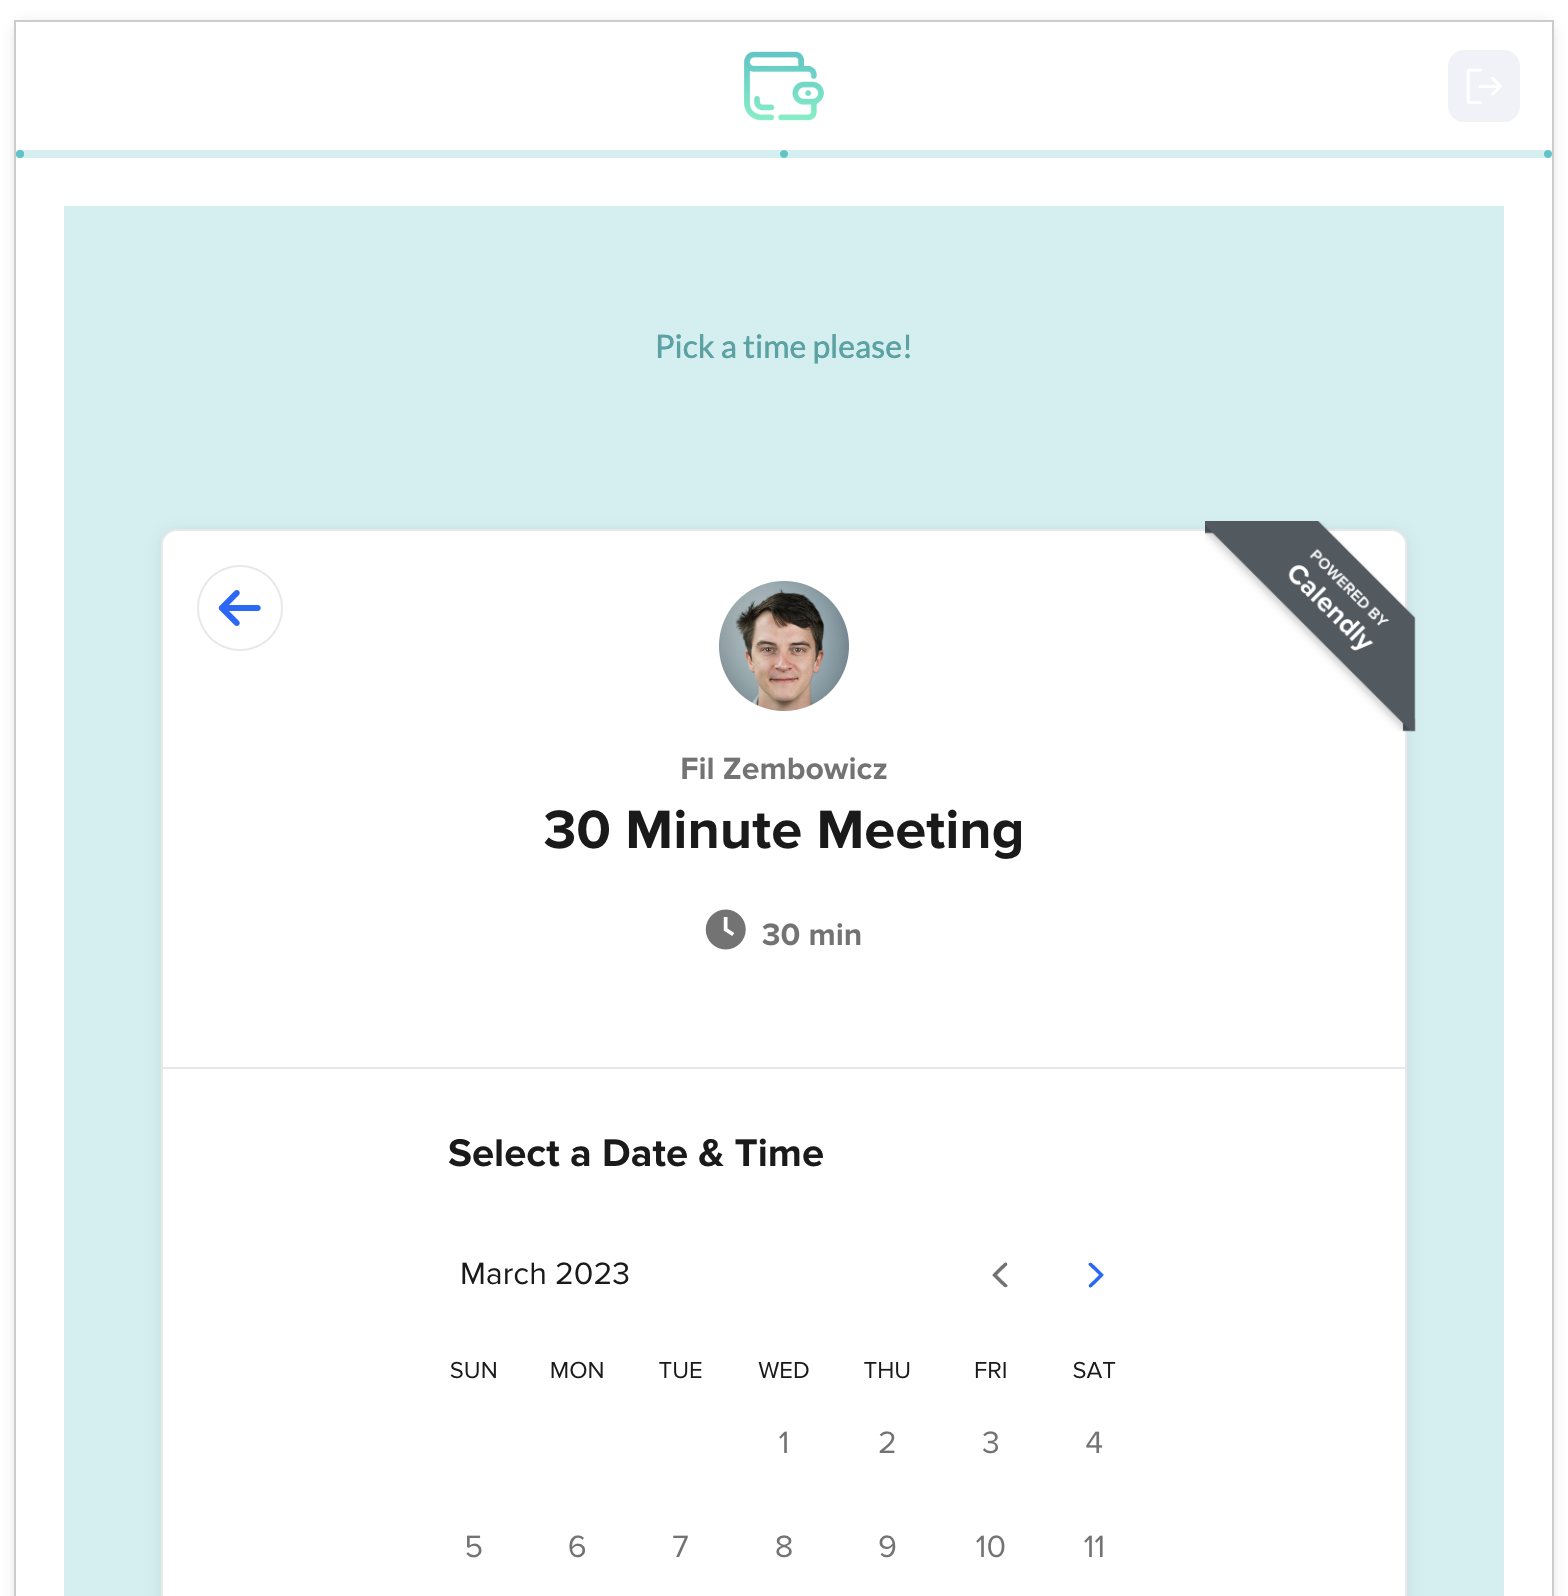 Pick a time please!
POWERED BY
Calendly
Fil Zembowicz
30 Minute Meeting
30 min
Select a Date & Time
March 2023
SUN MON TUE WED THU FRI SAT
1 2 3 4
5 6 7 8 9 10 11